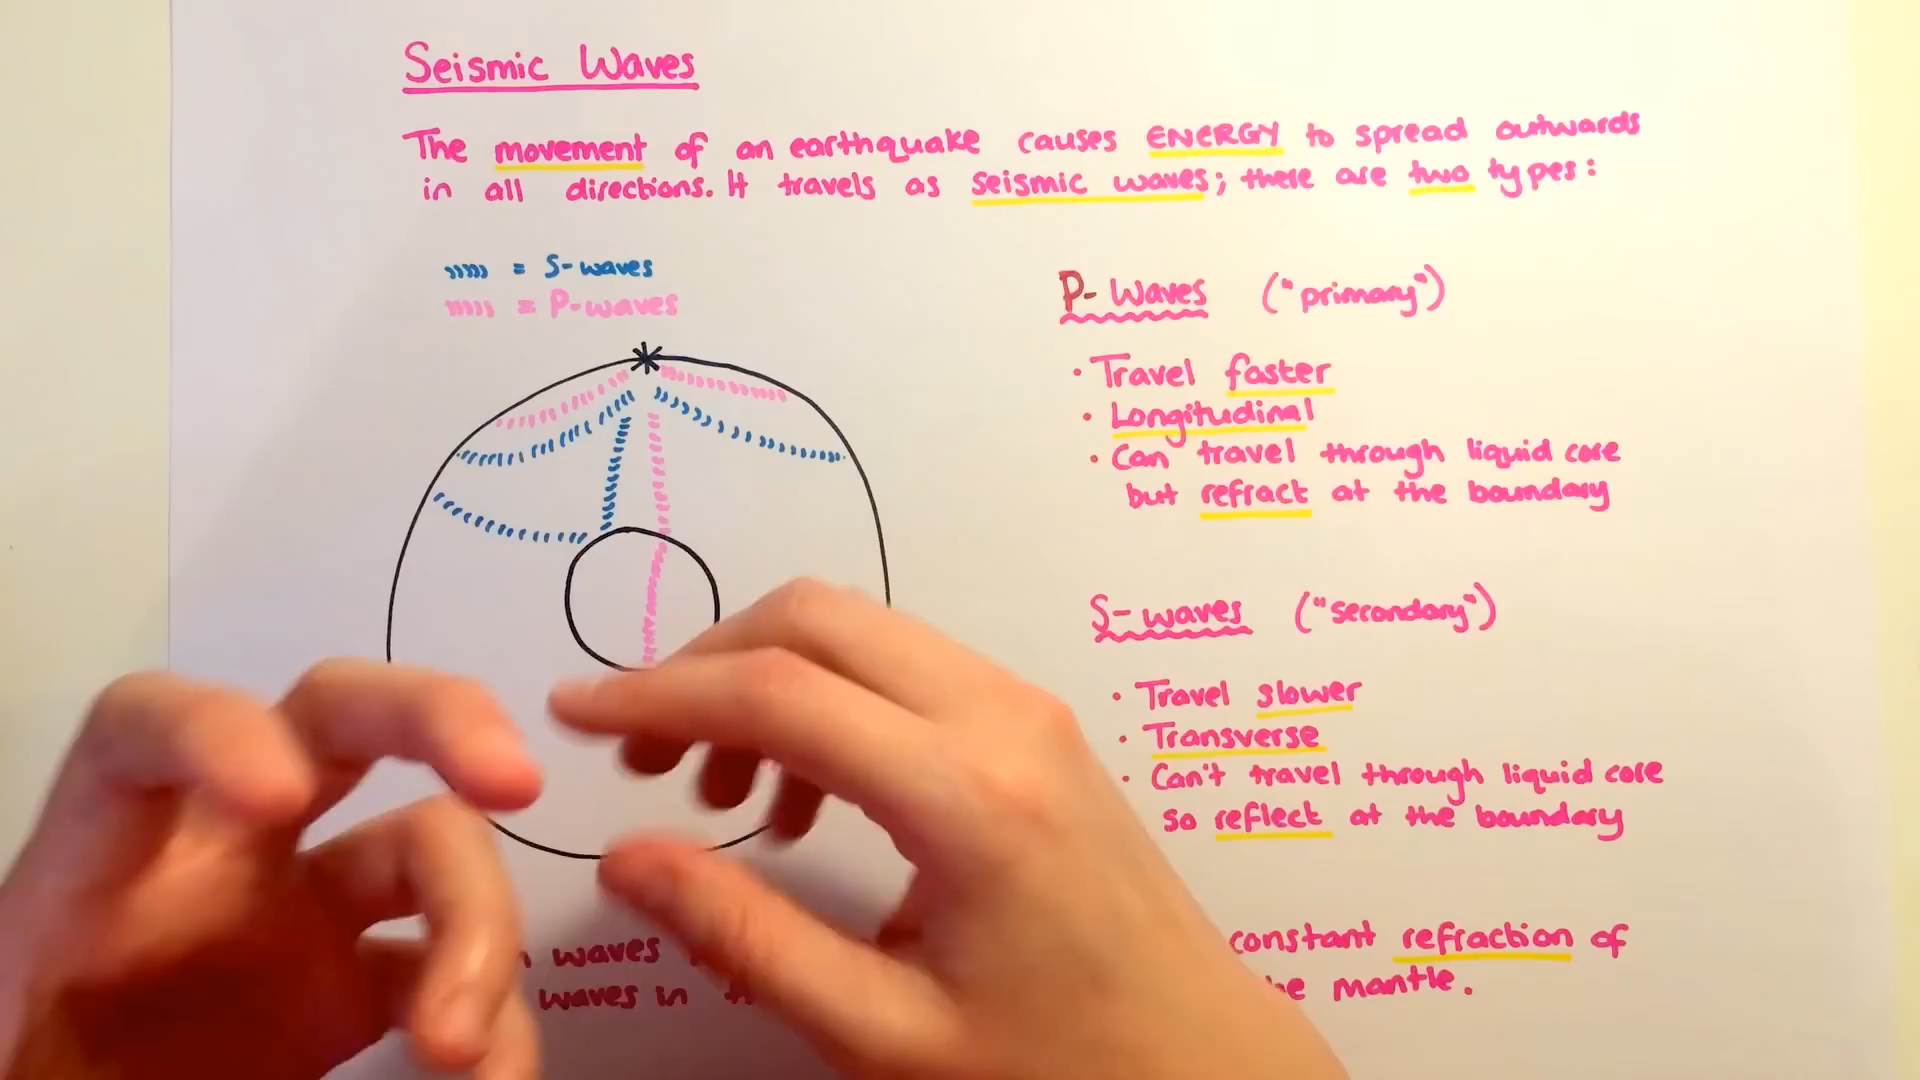 Seismic Waves
The movement of an earthquake causes ENERGY to spread outwards
in all directions. It travels as seismic waves; there are two types:
= S-waves
= P-waves
P-Waves ("primary")
• Travel faster
• Longitudinal
• Can travel through liquid core
but refract at the boundary
S-waves ("secondary")
• Travel slower
• Transverse
• Can't travel through liquid core
so reflect at the boundary
waves constant refraction of
waves in mantle.